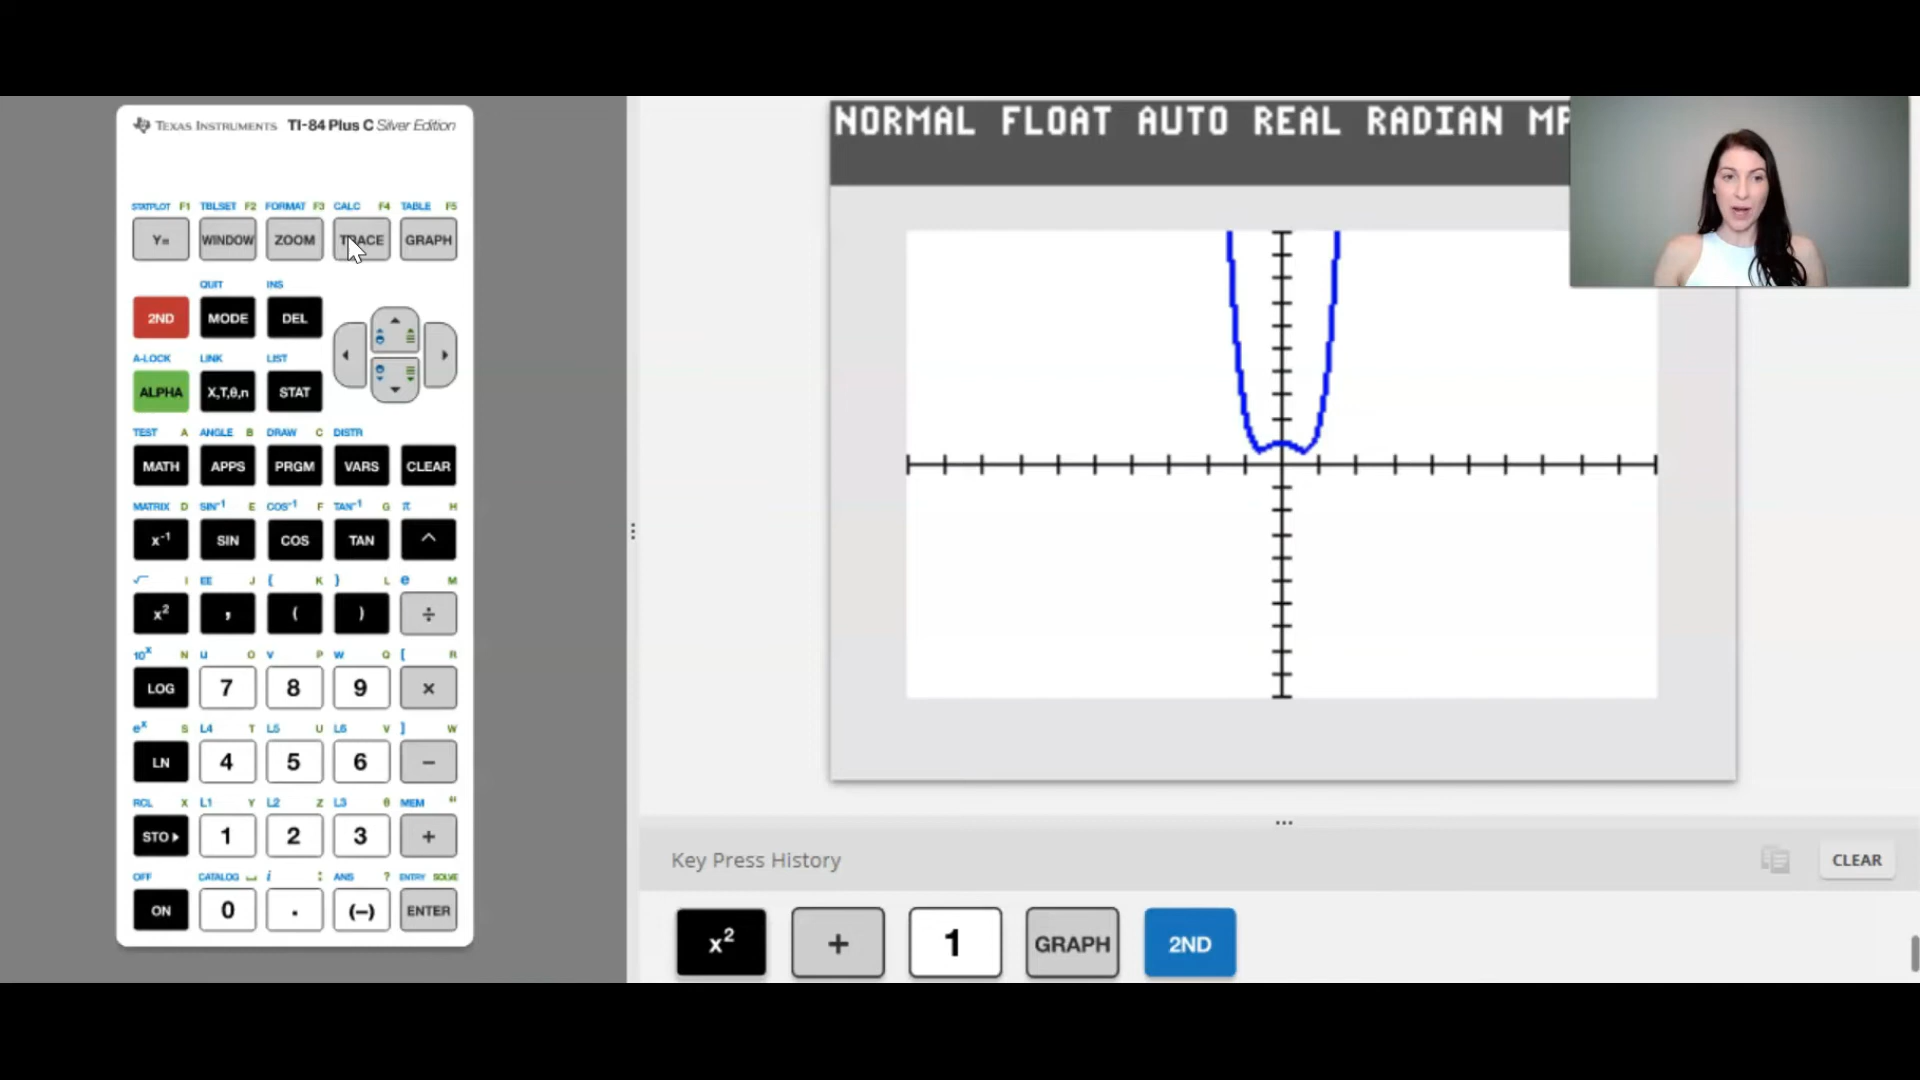 TEXAS INSTRUMENTS TI-84 Plus C Silver Edition
STATPLOT F1 TBLSET F2 FORMAT F3 CALC F4 TABLE F5
Y= WINDOW ZOOM TRACE GRAPH
QUIT INS
2ND MODE DEL
A-LOCK LINK LIST
ALPHA X,T,θ,n STAT
TEST A ANGLE B DRAW C DISTR
MATH APPS PRGM VARS CLEAR
MATRIX D SIN⁻¹ E COS⁻¹ F TAN⁻¹ G π H
x⁻¹ SIN COS TAN ^
√ I EE J { K } L e M
x² , ( ) ÷
10ˣ N u O v P w Q [ R
LOG 7 8 9 ×
eˣ S L4 T L5 U L6 V ] W
LN 4 5 6 −
RCL X L1 Y L2 Z L3 θ MEM “
STO▸ 1 2 3 +
OFF CATALOG ⎵ i : ANS ? ENTRY SOLVE
ON 0 . (−) ENTER
NORMAL FLOAT AUTO REAL RADIAN
Key Press History
CLEAR
x² + 1 GRAPH 2ND